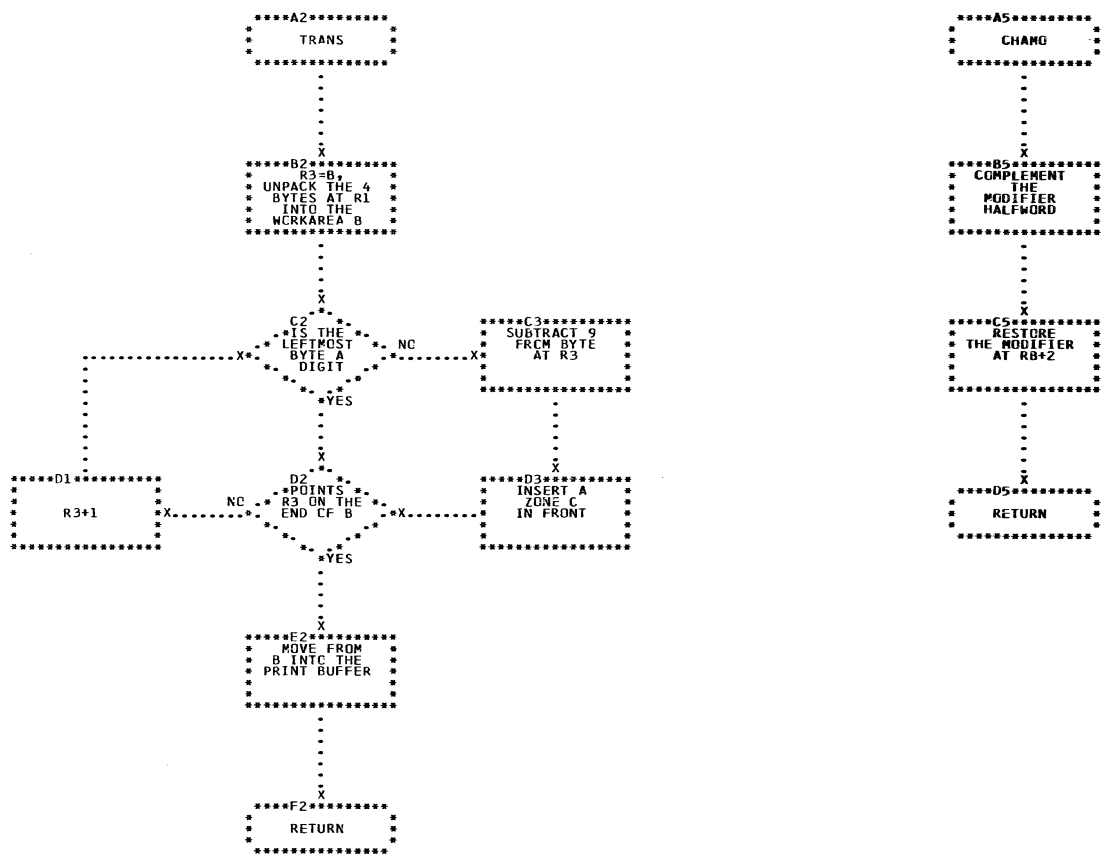 A2
TRANS
B2
R3=B,
UNPACK THE 4
BYTES AT R1
INTO THE
WCRKAREA B
C2
IS THE
LEFTMOST
BYTE A
DIGIT
NC
YES
C3
SUBTRACT 9
FRCM BYTE
AT R3
D1
R3+1
D2
POINTS
R3 ON THE
END CF B
NC
YES
D3
INSERT A
ZONE C
IN FRONT
E2
MOVE FROM
B INTC THE
PRINT BUFFER
F2
RETURN
A5
CHAMO
B5
COMPLEMENT
THE
MODIFIER
HALFWORD
C5
RESTORE
THE MODIFIER
AT RB+2
D5
RETURN